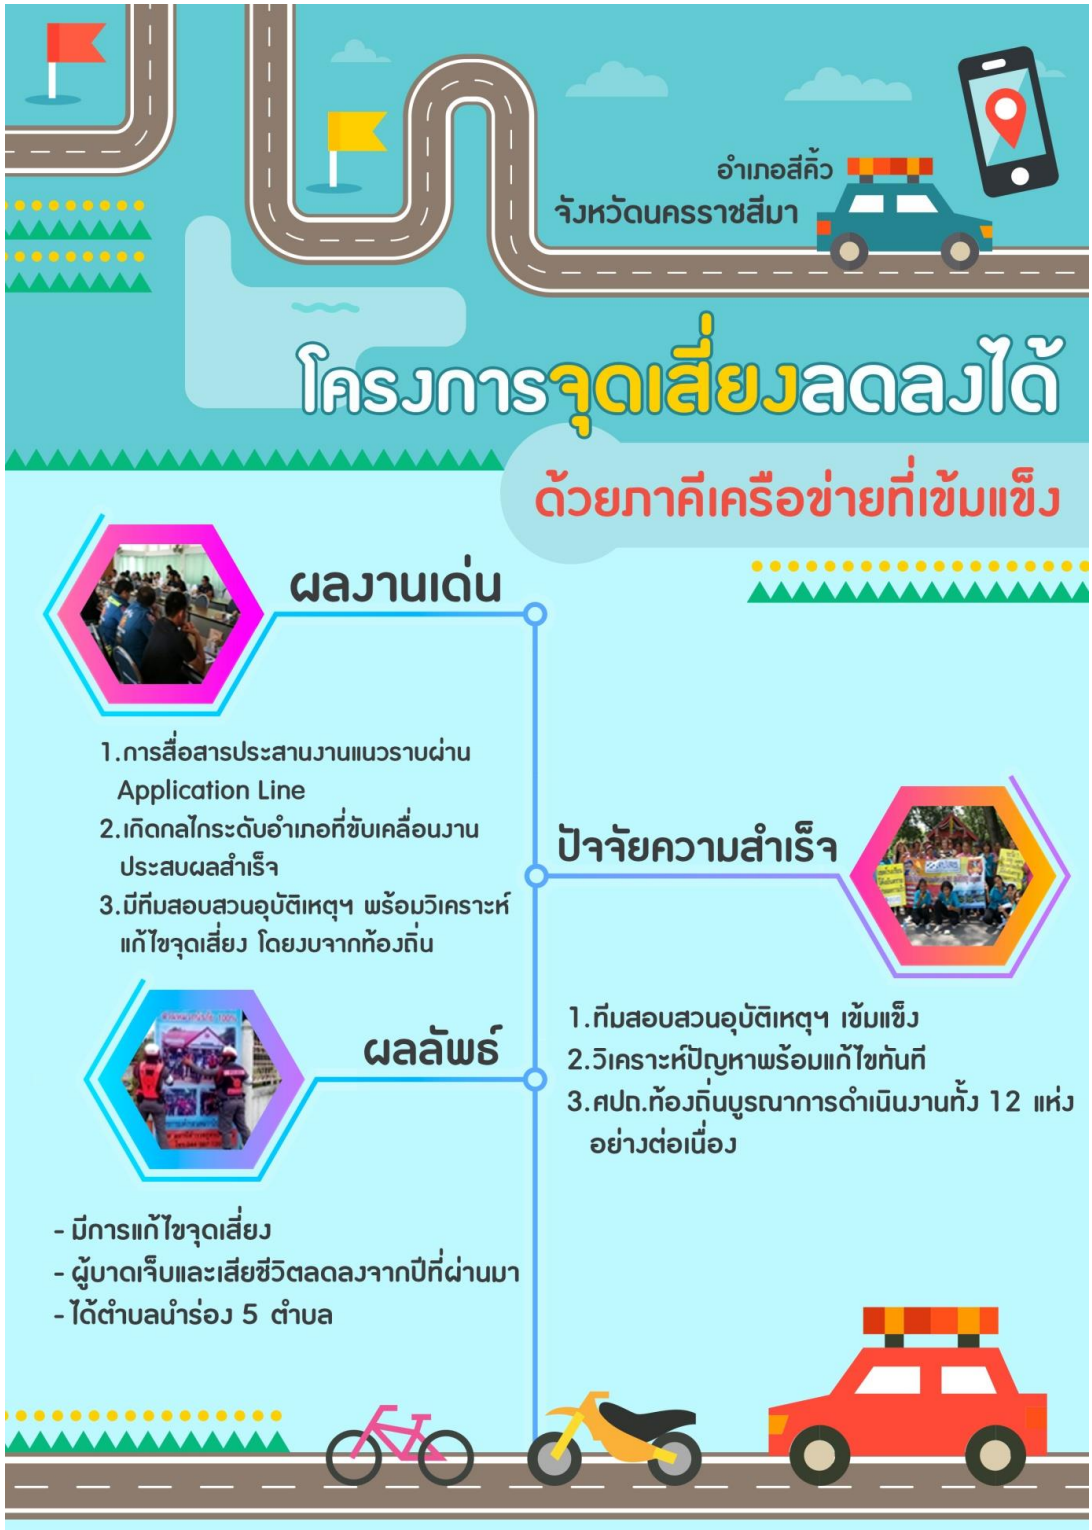 อำเภอสีคิ้ว
จังหวัดนครราชสีมา
โครงการจุดเสี่ยงลดลงได้
ด้วยภาคีเครือข่ายที่เข้มแข็ง
ผลงานเด่น
1.การสื่อสารประสานงานแนวราบผ่าน
Application Line
2.เกิดกลไกระดับอำเภอที่ขับเคลื่อนงาน
ประสบผลสำเร็จ
3.มีทีมสอบสวนอุบัติเหตุฯ พร้อมวิเคราะห์
แก้ไขจุดเสี่ยง โดยงบจากท้องถิ่น
ปัจจัยความสำเร็จ
1.ทีมสอบสวนอุบัติเหตุฯ เข้มแข็ง
2.วิเคราะห์ปัญหาพร้อมแก้ไขทันที
3.ศปถ.ท้องถิ่นบูรณาการดำเนินงานทั้ง 12 แห่ง
อย่างต่อเนื่อง
ผลลัพธ์
- มีการแก้ไขจุดเสี่ยง
- ผู้บาดเจ็บและเสียชีวิตลดลงจากปีที่ผ่านมา
- ได้ตำบลนำร่อง 5 ตำบล